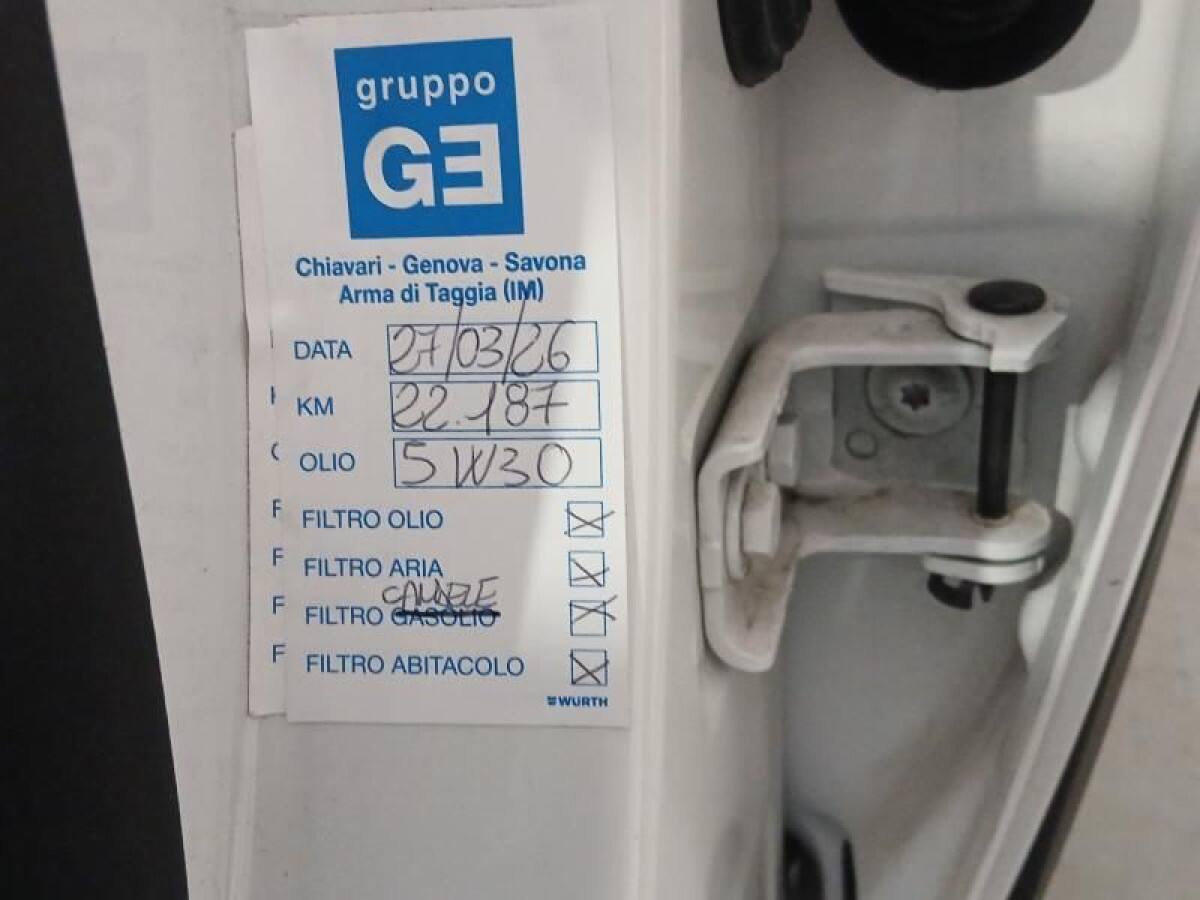 gruppo
GE
Chiavari - Genova - Savona
Arma di Taggia (IM)
DATA 27/03/26
KM 22.187
OLIO 5W30
FILTRO OLIO
FILTRO ARIA
CANDELE
FILTRO GASOLIO
FILTRO ABITACOLO
WÜRTH